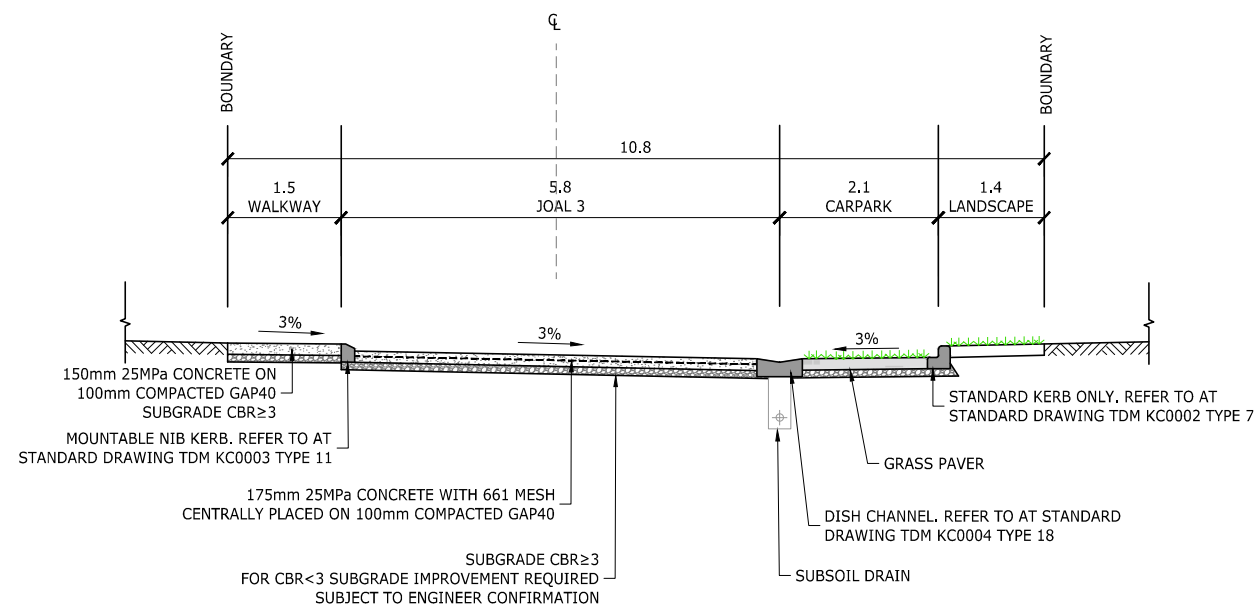 ℄
BOUNDARY
BOUNDARY
10.8
1.5
WALKWAY
5.8
JOAL 3
2.1
CARPARK
1.4
LANDSCAPE
3%
3%
3%
150mm 25MPa CONCRETE ON
100mm COMPACTED GAP40
SUBGRADE CBR≥3
MOUNTABLE NIB KERB. REFER TO AT
STANDARD DRAWING TDM KC0003 TYPE 11
175mm 25MPa CONCRETE WITH 661 MESH
CENTRALLY PLACED ON 100mm COMPACTED GAP40
SUBGRADE CBR≥3
FOR CBR<3 SUBGRADE IMPROVEMENT REQUIRED
SUBJECT TO ENGINEER CONFIRMATION
STANDARD KERB ONLY. REFER TO AT
STANDARD DRAWING TDM KC0002 TYPE 7
GRASS PAVER
DISH CHANNEL. REFER TO AT STANDARD
DRAWING TDM KC0004 TYPE 18
SUBSOIL DRAIN